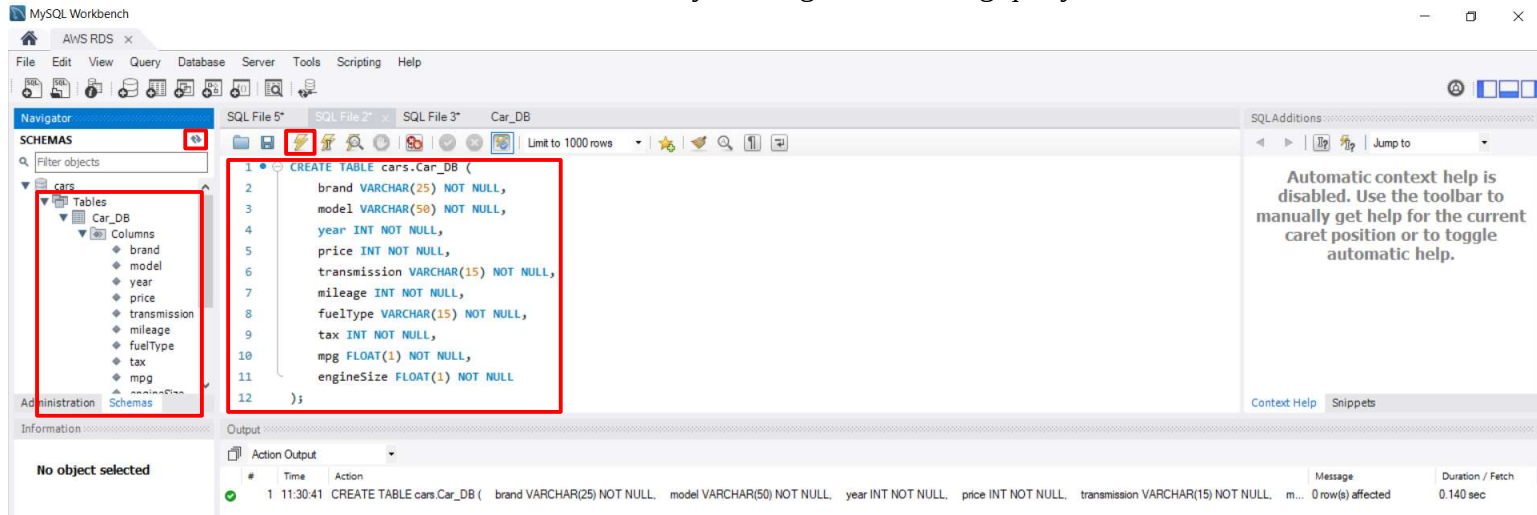 MySQL Workbench
AWS RDS
File Edit View Query Database Server Tools Scripting Help
Navigator
SCHEMAS
Filter objects
cars
Tables
Car_DB
Columns
brand
model
year
price
transmission
mileage
fuelType
tax
mpg
engineSize
Administration Schemas
Information
No object selected
SQL File 5* SQL File 2* SQL File 3* Car_DB
Limit to 1000 rows
1 CREATE TABLE cars.Car_DB (
2 brand VARCHAR(25) NOT NULL,
3 model VARCHAR(50) NOT NULL,
4 year INT NOT NULL,
5 price INT NOT NULL,
6 transmission VARCHAR(15) NOT NULL,
7 mileage INT NOT NULL,
8 fuelType VARCHAR(15) NOT NULL,
9 tax INT NOT NULL,
10 mpg FLOAT(1) NOT NULL,
11 engineSize FLOAT(1) NOT NULL
12 );
SQLAdditions
Jump to
Automatic context help is
disabled. Use the toolbar to
manually get help for the current
caret position or to toggle
automatic help.
Context Help Snippets
Output
Action Output
# Time Action Message Duration / Fetch
1 11:30:41 CREATE TABLE cars.Car_DB ( brand VARCHAR(25) NOT NULL, model VARCHAR(50) NOT NULL, year INT NOT NULL, price INT NOT NULL, transmission VARCHAR(15) NOT NULL, m... 0 row(s) affected 0.140 sec